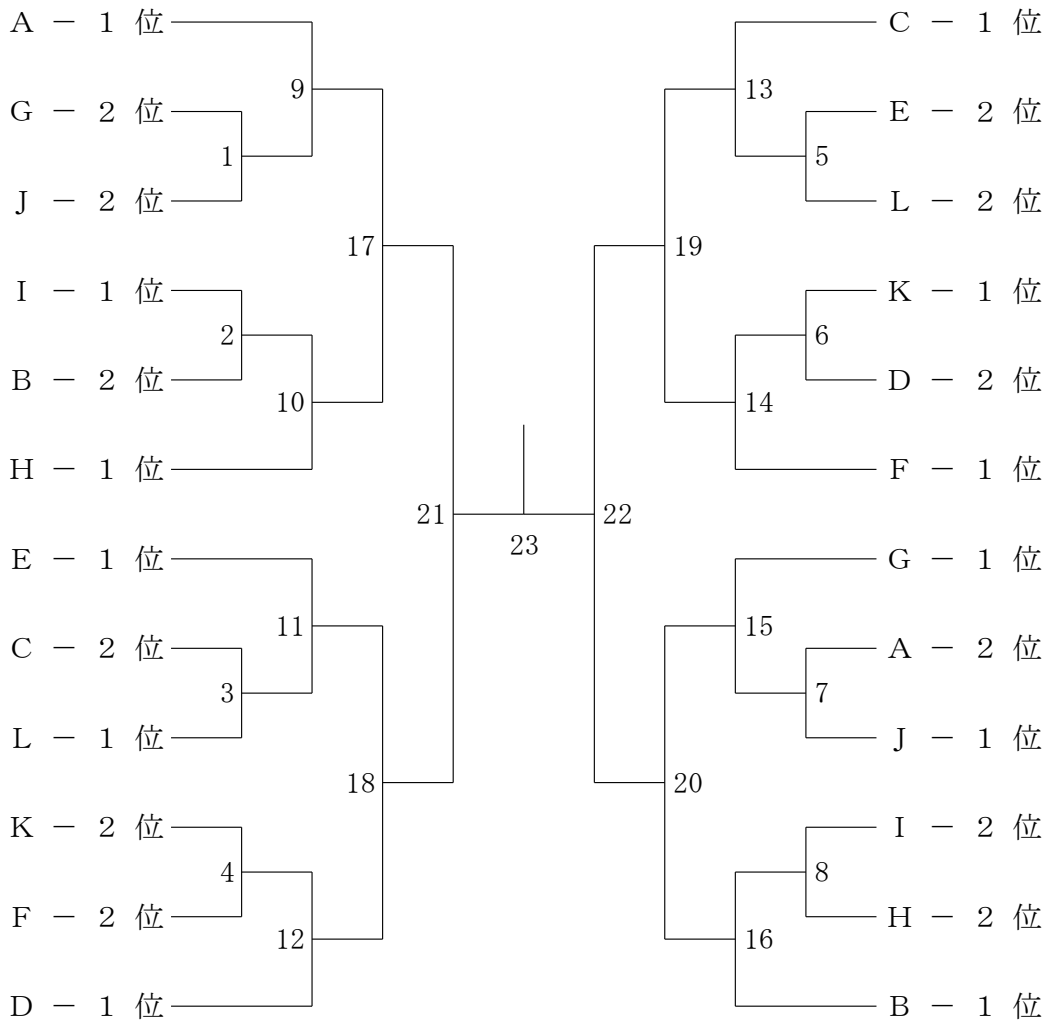 A － 1 位
G － 2 位
J － 2 位
I － 1 位
B － 2 位
H － 1 位
E － 1 位
C － 2 位
L － 1 位
K － 2 位
F － 2 位
D － 1 位
1
2
3
4
9
10
11
12
17
18
21
23
22
19
20
13
14
15
16
5
6
7
8
C － 1 位
E － 2 位
L － 2 位
K － 1 位
D － 2 位
F － 1 位
G － 1 位
A － 2 位
J － 1 位
I － 2 位
H － 2 位
B － 1 位